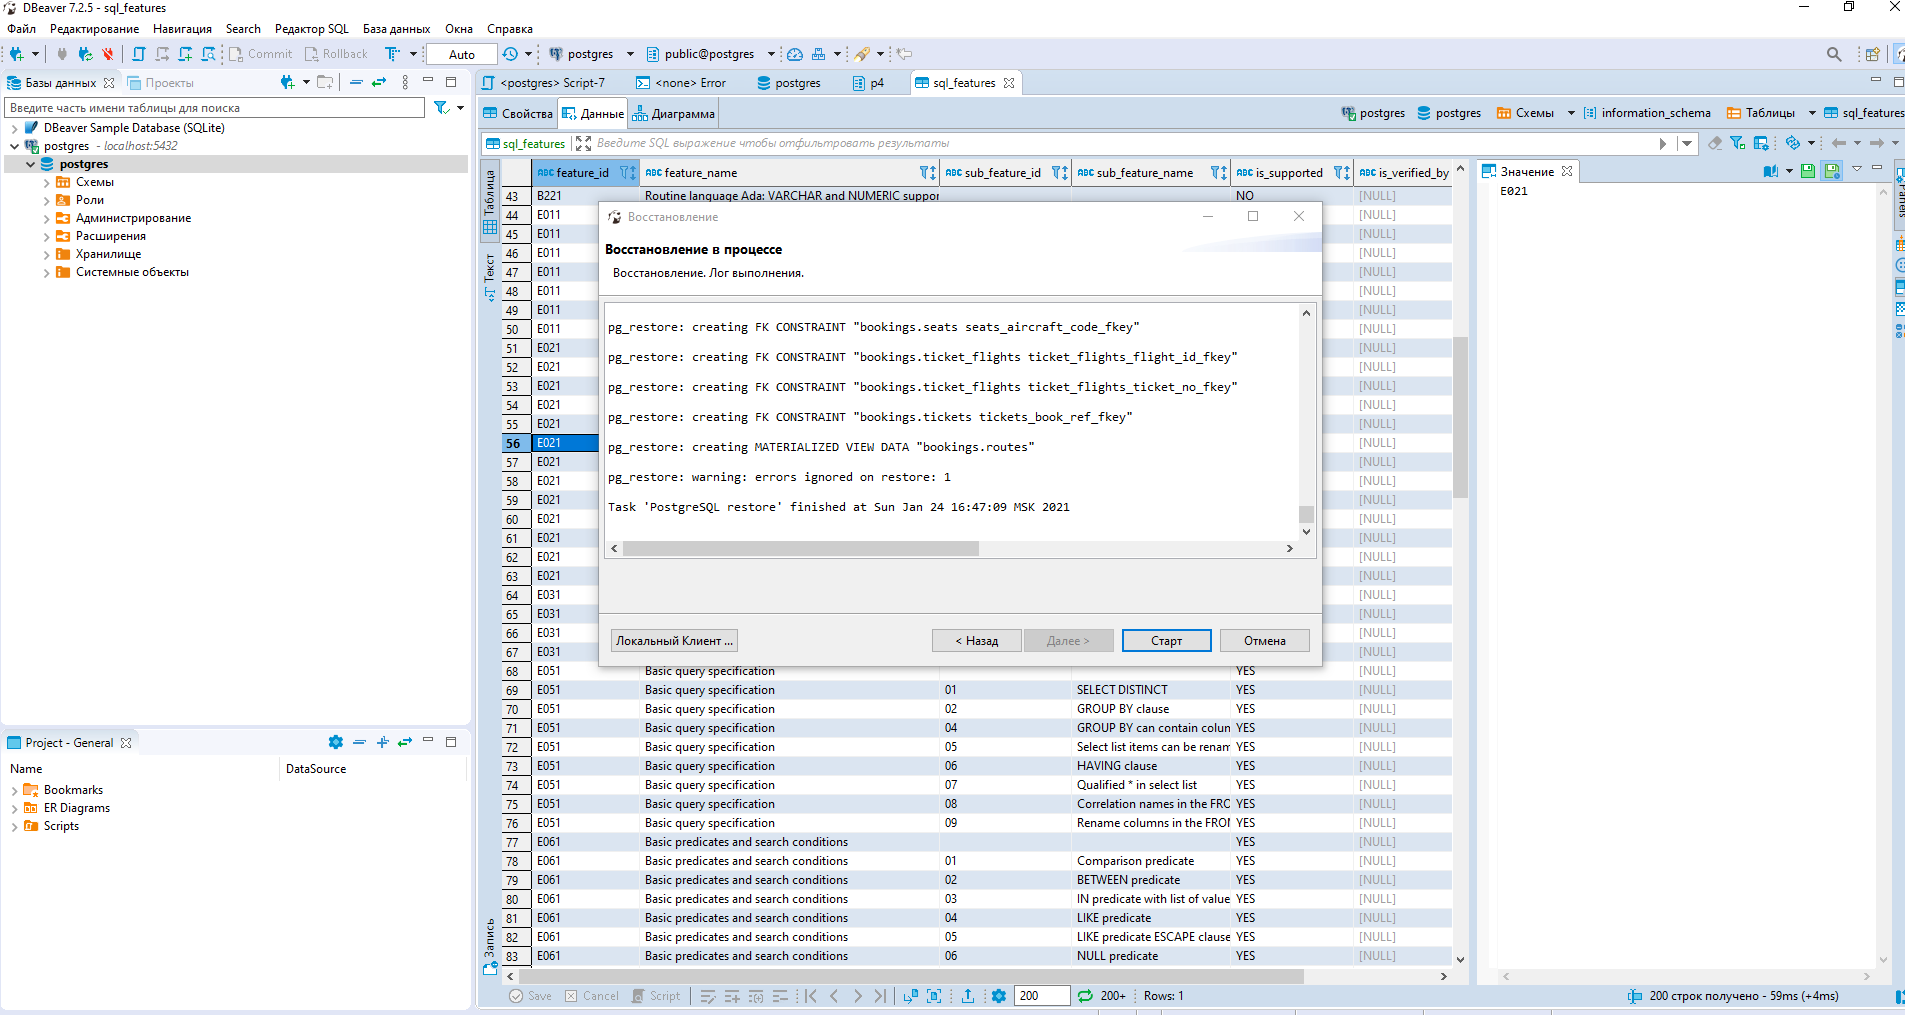 DBeaver 7.2.5 - sql_features
Файл Редактирование Навигация Search Редактор SQL База данных Окна Справка
Commit Rollback Auto postgres public@postgres
Базы данных Проекты
<postgres> Script-7 <none> Error postgres p4 sql_features
Введите часть имени таблицы для поиска
DBeaver Sample Database (SQLite)
postgres - localhost:5432
postgres
Схемы
Роли
Администрирование
Расширения
Хранилище
Системные объекты
Свойства Данные Диаграмма
postgres postgres Схемы information_schema Таблицы sql_features
sql_features Введите SQL выражение чтобы отфильтровать результаты
Таблица
Текст
Запись
ABC feature_id ABC feature_name ABC sub_feature_id ABC sub_feature_name ABC is_supported ABC is_verified_by
43 B221 Routine language Ada: VARCHAR and NUMERIC suppor NO [NULL]
44 E011 [NULL]
45 E011 [NULL]
46 E011 [NULL]
47 E011 [NULL]
48 E011 [NULL]
49 E011 [NULL]
50 E011 [NULL]
51 E021 [NULL]
52 E021 [NULL]
53 E021 [NULL]
54 E021 [NULL]
55 E021 [NULL]
56 E021 [NULL]
57 E021 [NULL]
58 E021 [NULL]
59 E021 [NULL]
60 E021 [NULL]
61 E021 [NULL]
62 E021 [NULL]
63 E021 [NULL]
64 E031 [NULL]
65 E031 [NULL]
66 E031 [NULL]
67 E031 [NULL]
68 E051 Basic query specification YES [NULL]
69 E051 Basic query specification 01 SELECT DISTINCT YES [NULL]
70 E051 Basic query specification 02 GROUP BY clause YES [NULL]
71 E051 Basic query specification 04 GROUP BY can contain colun YES [NULL]
72 E051 Basic query specification 05 Select list items can be renam YES [NULL]
73 E051 Basic query specification 06 HAVING clause YES [NULL]
74 E051 Basic query specification 07 Qualified * in select list YES [NULL]
75 E051 Basic query specification 08 Correlation names in the FRO YES [NULL]
76 E051 Basic query specification 09 Rename columns in the FROI YES [NULL]
77 E061 Basic predicates and search conditions YES [NULL]
78 E061 Basic predicates and search conditions 01 Comparison predicate YES [NULL]
79 E061 Basic predicates and search conditions 02 BETWEEN predicate YES [NULL]
80 E061 Basic predicates and search conditions 03 IN predicate with list of value YES [NULL]
81 E061 Basic predicates and search conditions 04 LIKE predicate YES [NULL]
82 E061 Basic predicates and search conditions 05 LIKE predicate ESCAPE clause YES [NULL]
83 E061 Basic predicates and search conditions 06 NULL predicate YES [NULL]
Восстановление
Восстановление в процессе
Восстановление. Лог выполнения.
pg_restore: creating FK CONSTRAINT "bookings.seats seats_aircraft_code_fkey"
pg_restore: creating FK CONSTRAINT "bookings.ticket_flights ticket_flights_flight_id_fkey"
pg_restore: creating FK CONSTRAINT "bookings.ticket_flights ticket_flights_ticket_no_fkey"
pg_restore: creating FK CONSTRAINT "bookings.tickets tickets_book_ref_fkey"
pg_restore: creating MATERIALIZED VIEW DATA "bookings.routes"
pg_restore: warning: errors ignored on restore: 1
Task 'PostgreSQL restore' finished at Sun Jan 24 16:47:09 MSK 2021
Локальный Клиент ... < Назад Далее > Старт Отмена
Значение
E021
Panels
Project - General
Name DataSource
Bookmarks
ER Diagrams
Scripts
Save Cancel Script 200 200+ Rows: 1
200 строк получено - 59ms (+4ms)